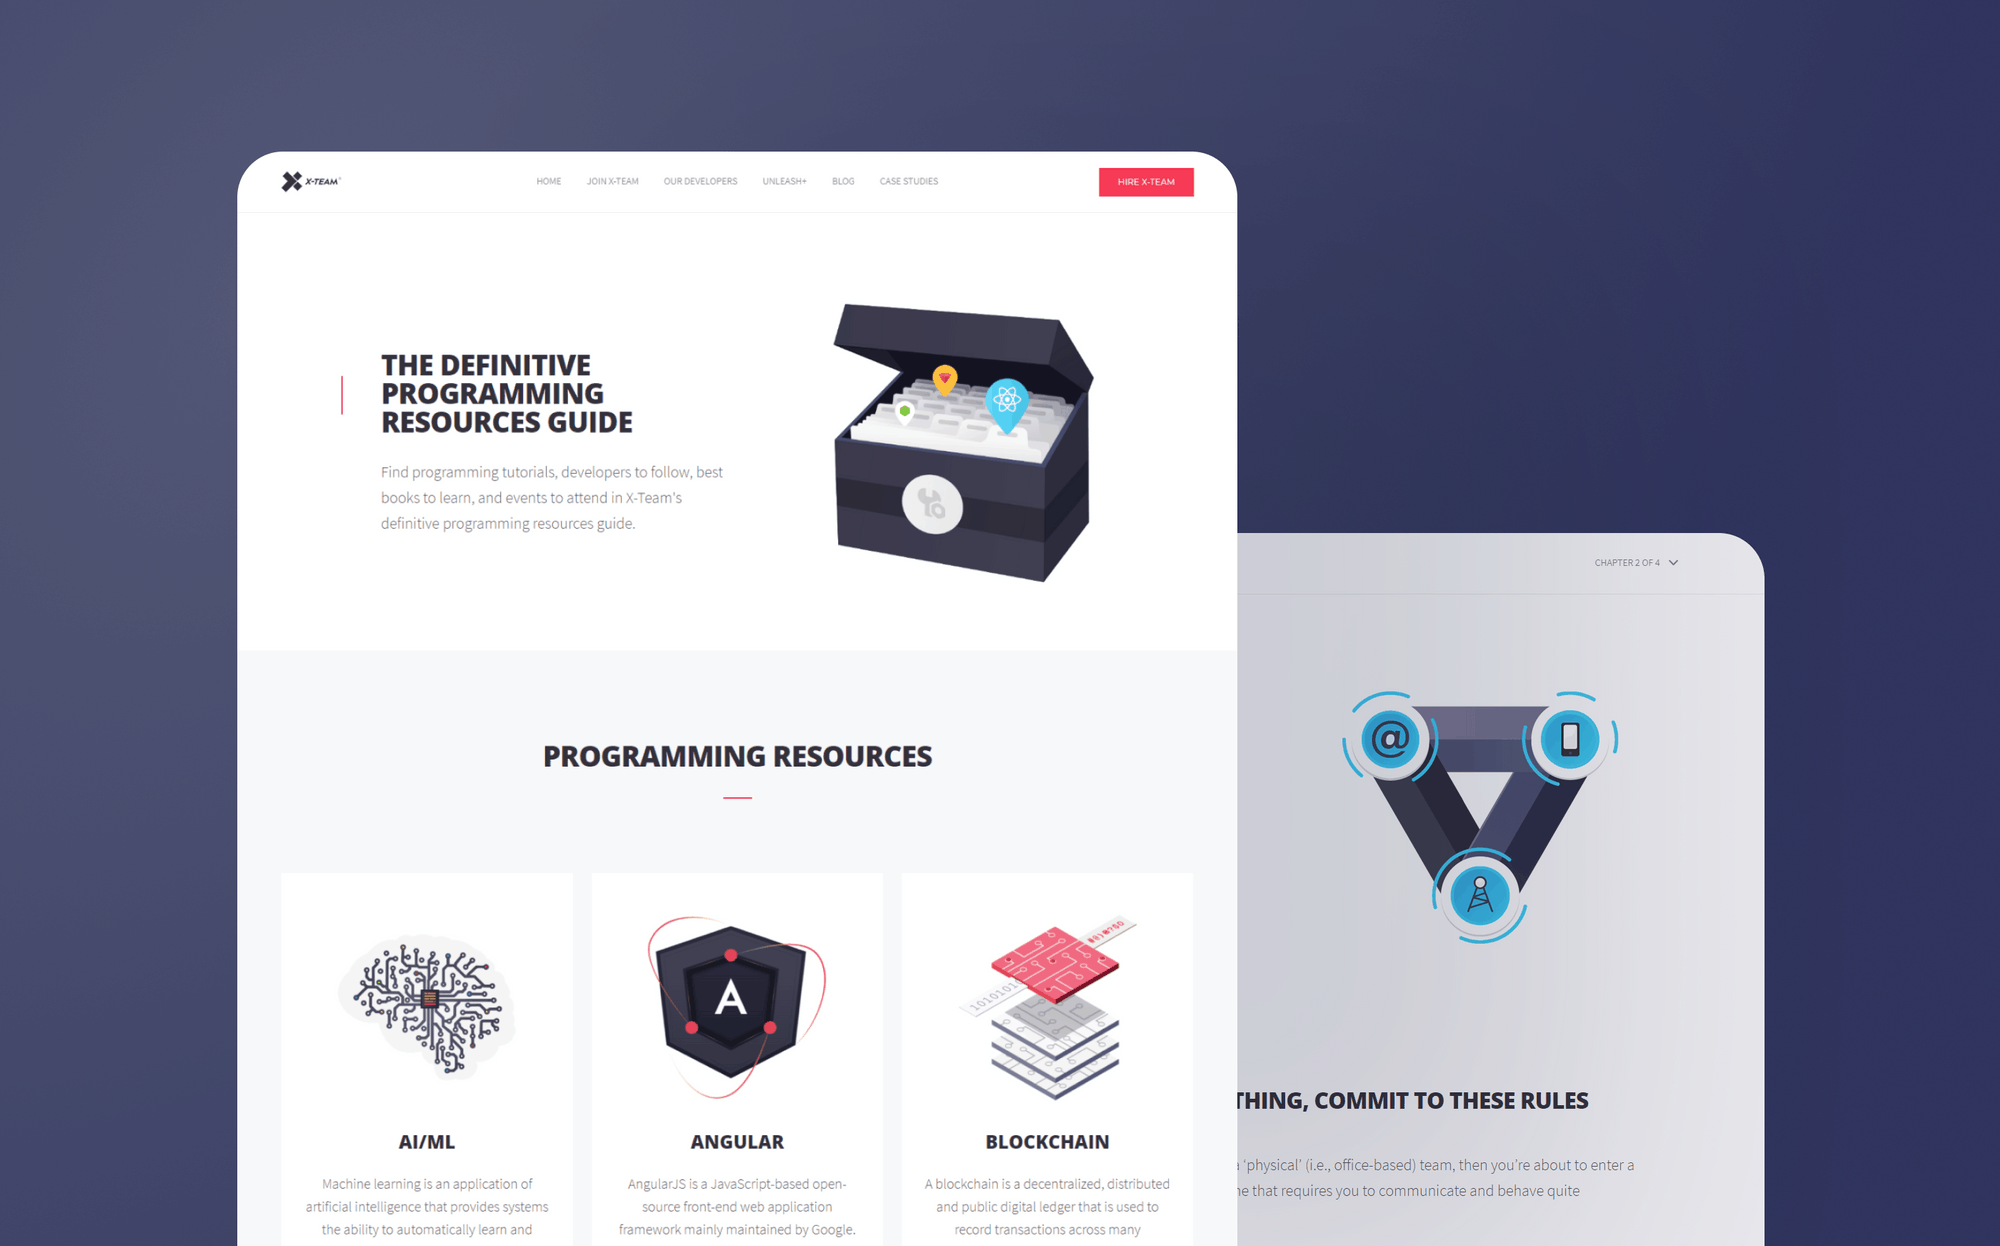 X-TEAM
HOME JOIN X-TEAM OUR DEVELOPERS UNLEASH+ BLOG CASE STUDIES
HIRE X-TEAM
THE DEFINITIVE
PROGRAMMING
RESOURCES GUIDE
Find programming tutorials, developers to follow, best
books to learn, and events to attend in X-Team's
definitive programming resources guide.
PROGRAMMING RESOURCES
A
1010101
AI/ML
Machine learning is an application of
artificial intelligence that provides systems
the ability to automatically learn and
ANGULAR
AngularJS is a JavaScript-based open-
source front-end web application
framework mainly maintained by Google.
BLOCKCHAIN
A blockchain is a decentralized, distributed
and public digital ledger that is used to
record transactions across many
CHAPTER 2 OF 4
@
THING, COMMIT TO THESE RULES
'physical' (i.e., office-based) team, then you're about to enter a
that requires you to communicate and behave quite